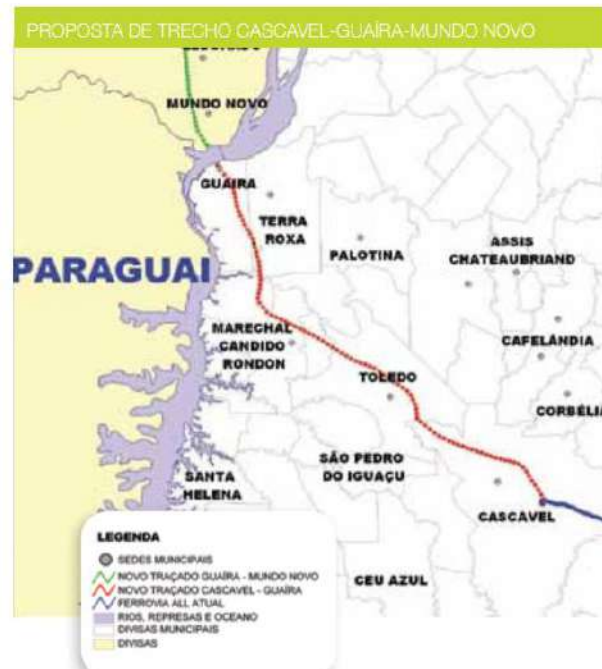 PROPOSTA DE TRECHO CASCAVEL-GUAÍRA-MUNDO NOVO
MUNDO NOVO
GUAÍRA
TERRA
ROXA
PALOTINA
ASSIS
CHATEAUBRIAND
PARAGUAI
MARECHAL
CANDIDO
RONDON
CAFELÂNDIA
TOLEDO
CORBÉLIA
SÃO PEDRO
DO IGUAÇU
SANTA
HELENA
CASCAVEL
CEU AZUL
LEGENDA
SEDES MUNICIPAIS
NOVO TRAÇADO GUAÍRA - MUNDO NOVO
NOVO TRAÇADO CASCAVEL - GUAÍRA
FERROVIA ALL ATUAL
RIOS, REPRESAS E OCEANO
DIVISAS MUNICIPAIS
DIVISAS